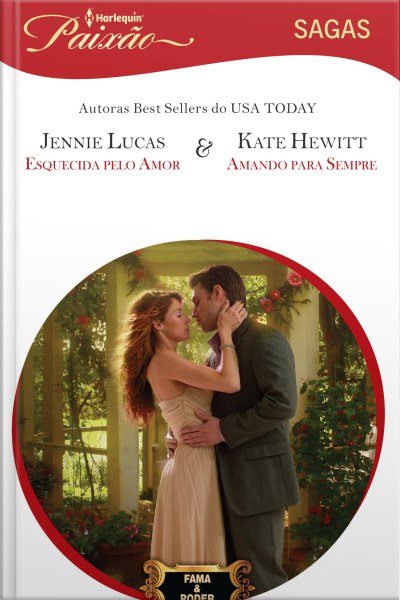 Harlequin
Paixão
SAGAS
Autoras Best Sellers do USA TODAY
JENNIE LUCAS & KATE HEWITT
ESQUECIDA PELO AMOR AMANDO PARA SEMPRE
FAMA
& PODER